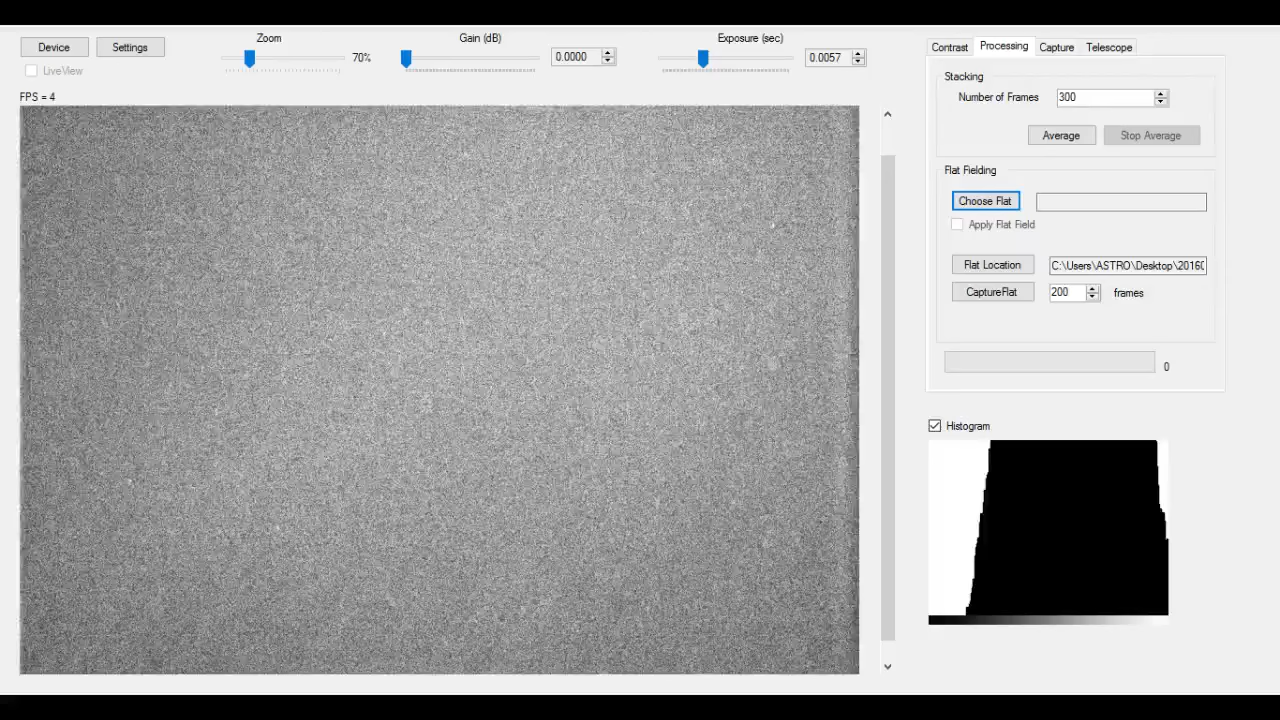 Device
Settings
LiveView
Zoom
70%
Gain (dB)
0.0000
Exposure (sec)
0.0057
FPS = 4
Contrast
Processing
Capture
Telescope
Stacking
Number of Frames
300
Average
Stop Average
Flat Fielding
Choose Flat
Apply Flat Field
Flat Location
C:\Users\ASTRO\Desktop\2016
CaptureFlat
200
frames
0
Histogram